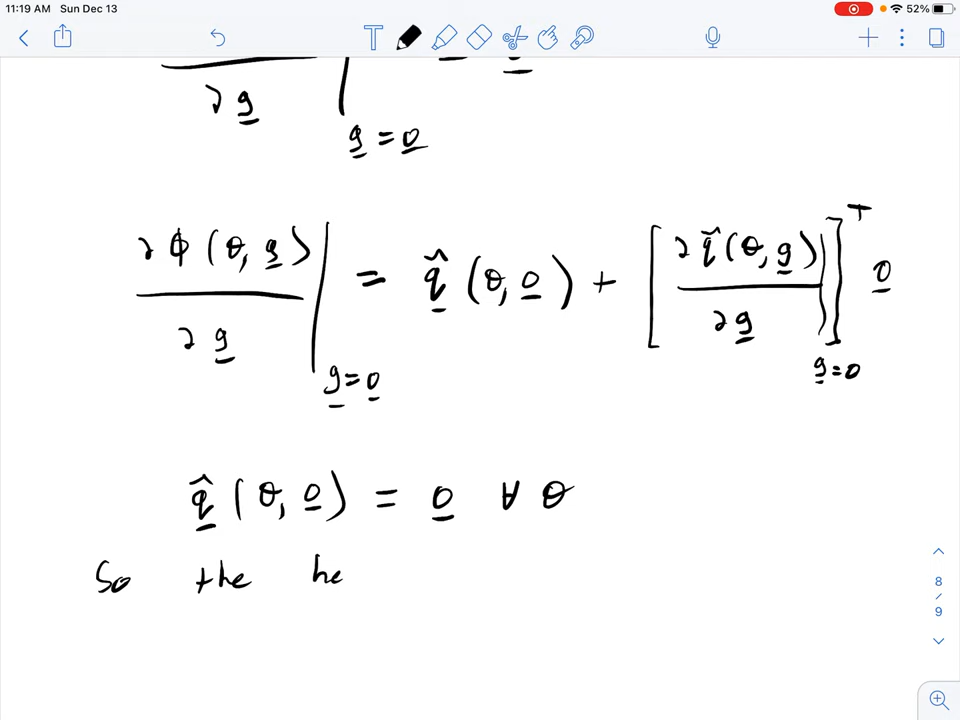 11:19 AM Sun Dec 13 52%
∂ g | g = 0
∂ϕ(θ, g) / ∂ g | g = 0 = q̂ (θ, 0) + [ ∂ q̂ (θ, g) / ∂ g ]ᵀ g = 0 0
q̂ (θ, 0) = 0 ∀ θ
So the he
8
/
9